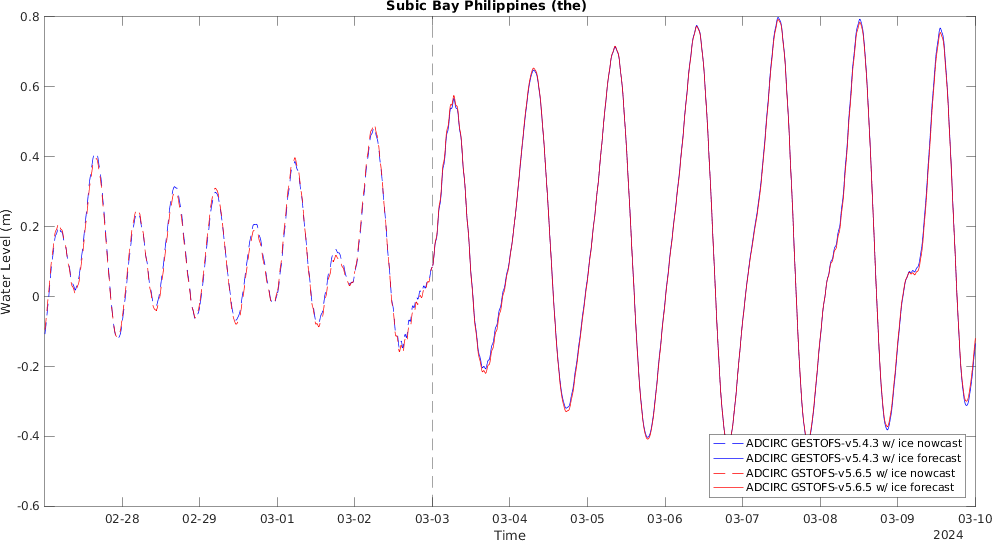 Subic Bay Philippines (the)
Water Level (m)
0.8
0.6
0.4
0.2
0
-0.2
-0.4
-0.6
ADCIRC GESTOFS-v5.4.3 w/ ice nowcast
ADCIRC GESTOFS-v5.4.3 w/ ice forecast
ADCIRC GSTOFS-v5.6.5 w/ ice nowcast
ADCIRC GSTOFS-v5.6.5 w/ ice forecast
02-28 02-29 03-01 03-02 03-03 03-04 03-05 03-06 03-07 03-08 03-09 03-10
Time
2024